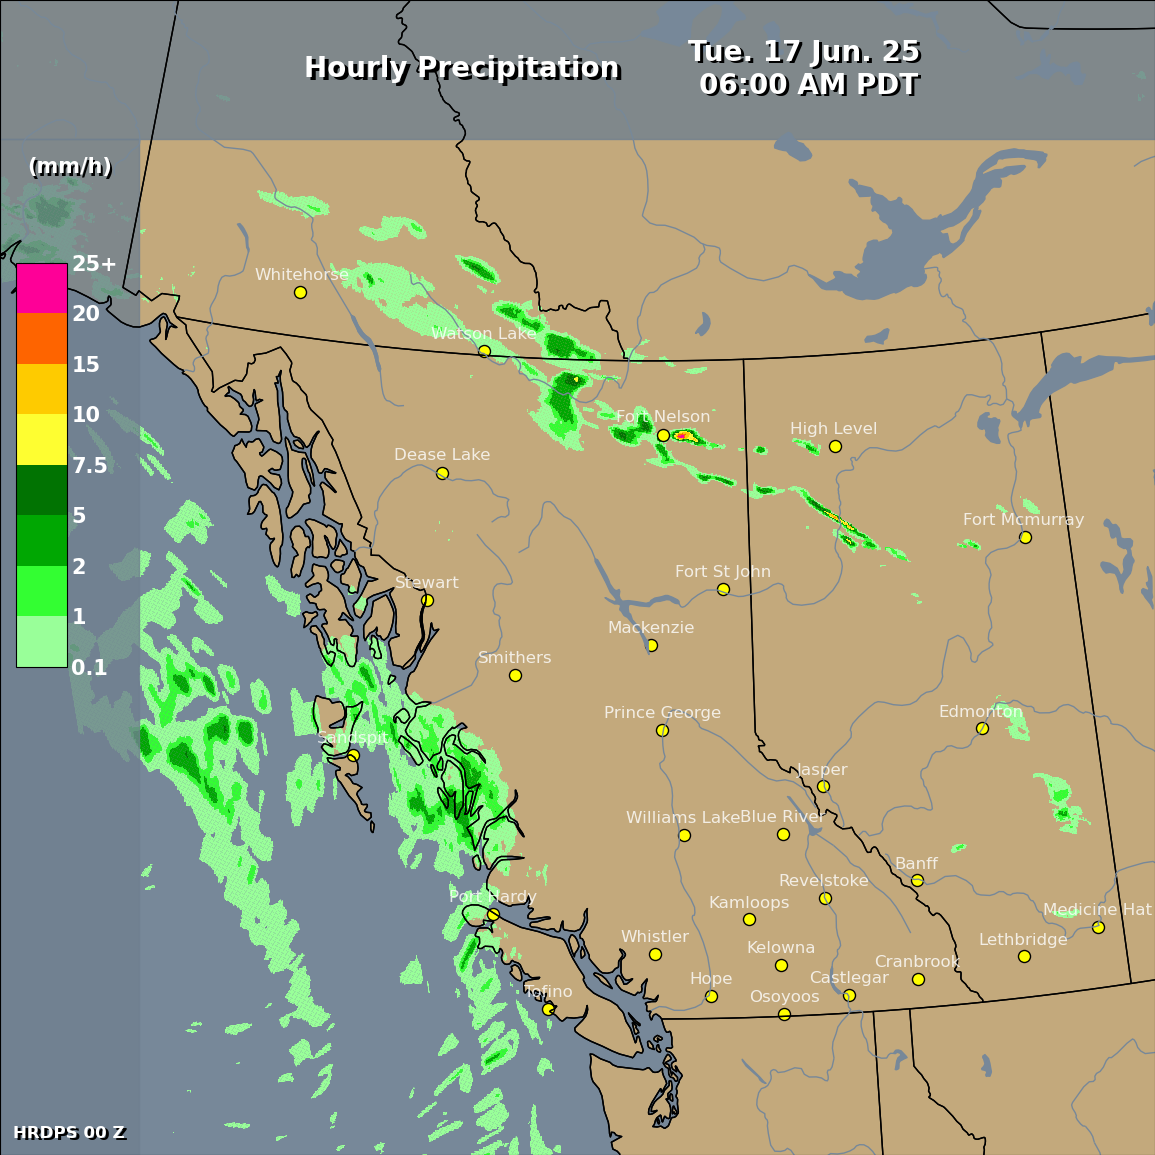 Hourly Precipitation
Tue. 17 Jun. 25
06:00 AM PDT
(mm/h)
25+
20
15
10
7.5
5
2
1
0.1
Whitehorse
Watson Lake
Fort Nelson
High Level
Dease Lake
Fort Mcmurray
Fort St John
Stewart
Mackenzie
Smithers
Prince George
Edmonton
Sandspit
Jasper
Williams Lake
Blue River
Banff
Revelstoke
Port Hardy
Kamloops
Medicine Hat
Whistler
Kelowna
Lethbridge
Cranbrook
Hope
Castlegar
Tofino
Osoyoos
HRDPS 00 Z